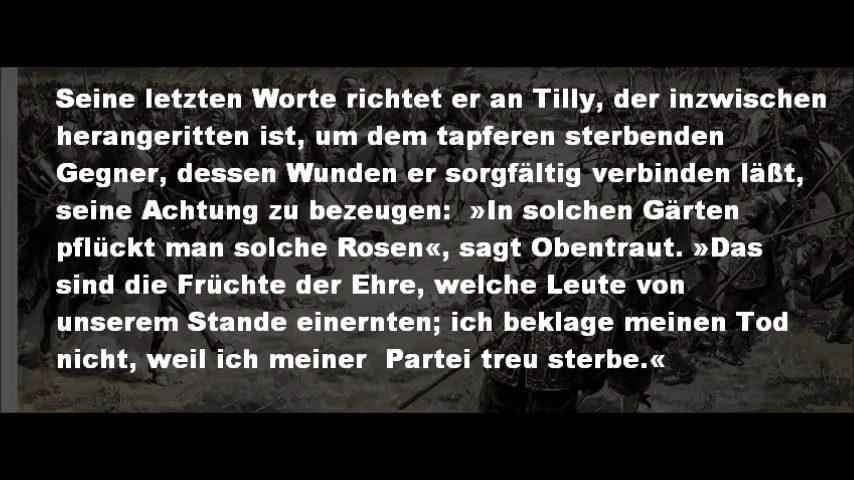 Seine letzten Worte richtet er an Tilly, der inzwischen
herangeritten ist, um dem tapferen sterbenden
Gegner, dessen Wunden er sorgfältig verbinden läßt,
seine Achtung zu bezeugen:  »In solchen Gärten
pflückt man solche Rosen«, sagt Obentraut. »Das
sind die Früchte der Ehre, welche Leute von
unserem Stande einernten; ich beklage meinen Tod
nicht, weil ich meiner  Partei treu sterbe.«
Look and Learn